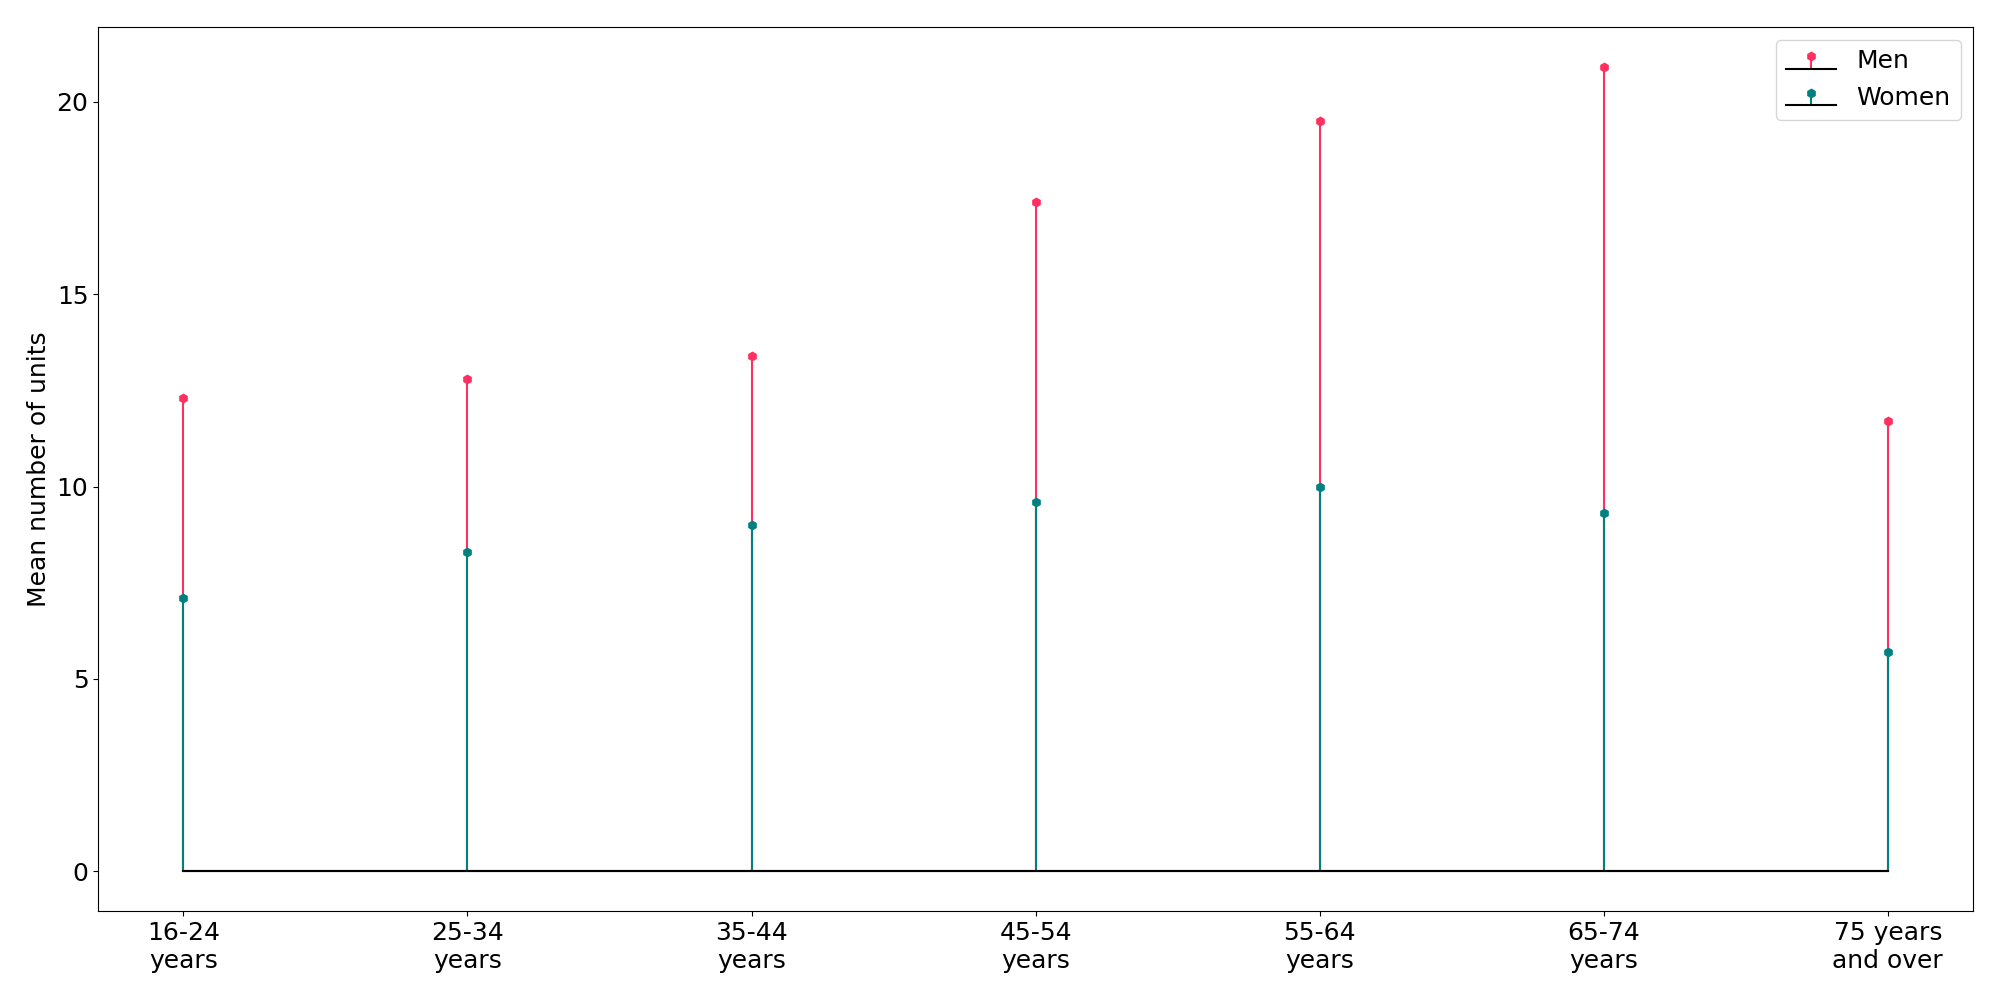 Men
Women
Mean number of units
20
15
10
5
0
16-24
years
25-34
years
35-44
years
45-54
years
55-64
years
65-74
years
75 years
and over